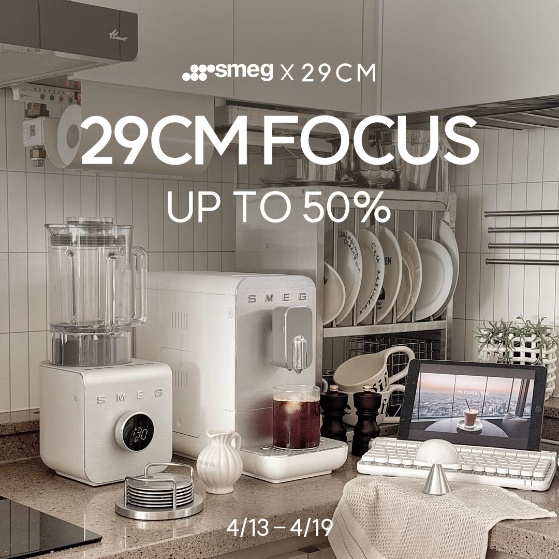 smeg X 29CM
29CM FOCUS
UP TO 50%
SMEG
SMEG
4/13 – 4/19